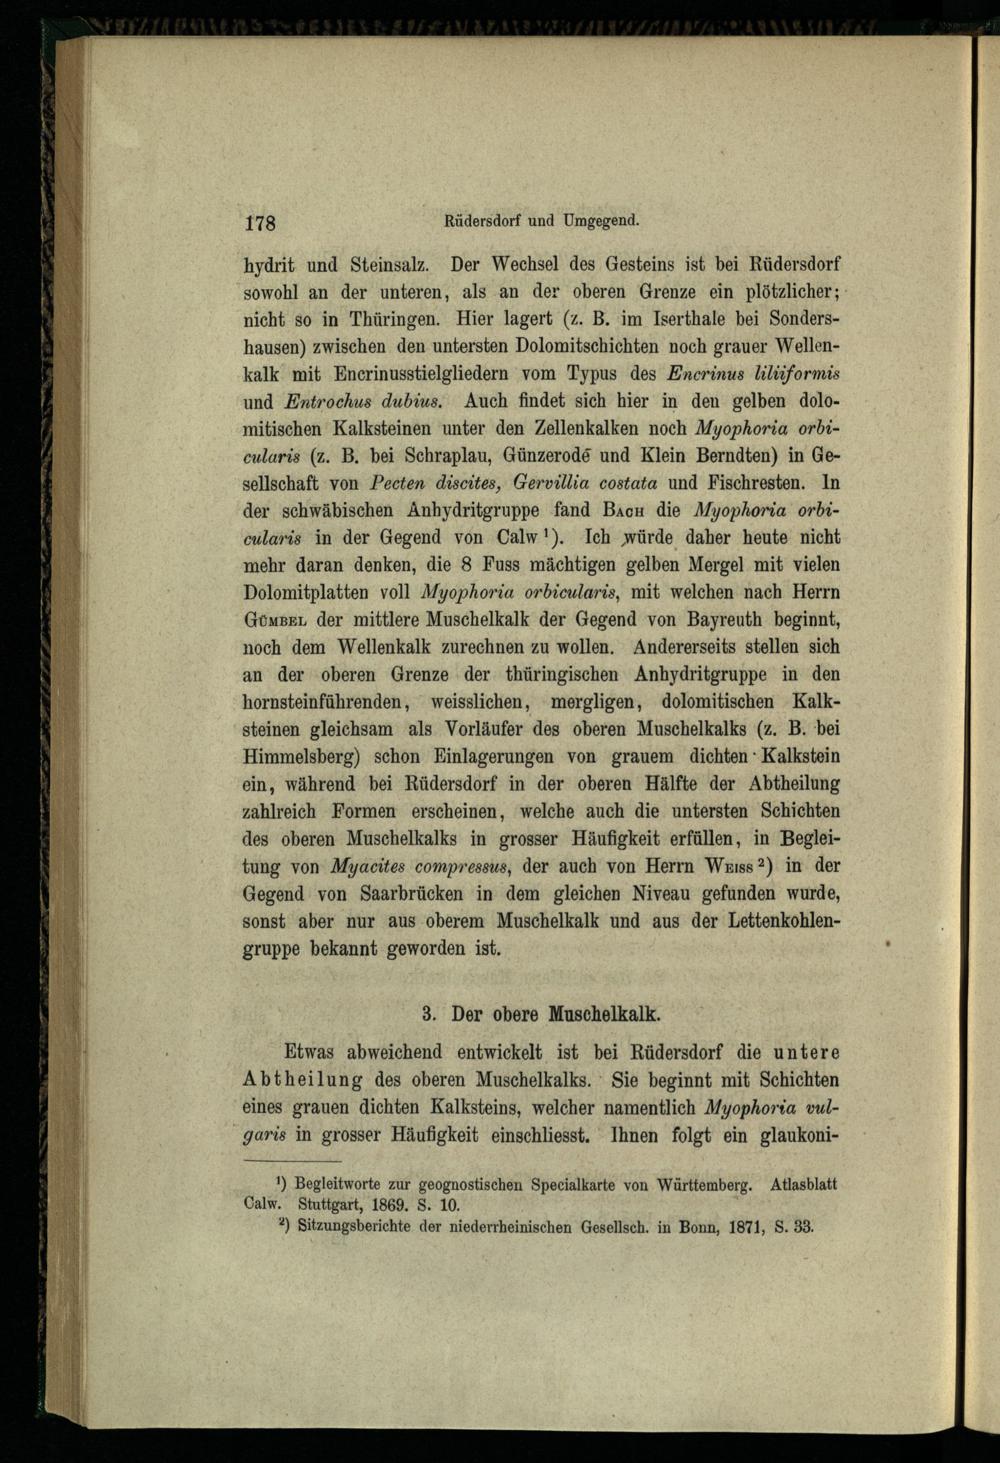 178 Rüdersdorf und Umgegend.
hydrit und Steinsalz. Der Wechsel des Gesteins ist bei Rüdersdorf
sowohl an der unteren, als an der oberen Grenze ein plötzlicher;
nicht so in Thüringen. Hier lagert (z. B. im Iserthale bei Sonders-
hausen) zwischen den untersten Dolomitschichten noch grauer Wellen-
kalk mit Encrinusstielgliedern vom Typus des Encrinus liliiformis
und Entrochus dubius. Auch findet sich hier in den gelben dolo-
mitischen Kalksteinen unter den Zellenkalken noch Myophoria orbi-
cularis (z. B. bei Schraplau, Günzerode und Klein Berndten) in Ge-
sellschaft von Pecten discites, Gervillia costata und Fischresten. In
der schwäbischen Anhydritgruppe fand BACH die Myophoria orbi-
cularis in der Gegend von Calw ¹). Ich würde daher heute nicht
mehr daran denken, die 8 Fuss mächtigen gelben Mergel mit vielen
Dolomitplatten voll Myophoria orbicularis, mit welchen nach Herrn
GÜMBEL der mittlere Muschelkalk der Gegend von Bayreuth beginnt,
noch dem Wellenkalk zurechnen zu wollen. Andererseits stellen sich
an der oberen Grenze der thüringischen Anhydritgruppe in den
hornsteinführenden, weisslichen, mergligen, dolomitischen Kalk-
steinen gleichsam als Vorläufer des oberen Muschelkalks (z. B. bei
Himmelsberg) schon Einlagerungen von grauem dichten Kalkstein
ein, während bei Rüdersdorf in der oberen Hälfte der Abtheilung
zahlreich Formen erscheinen, welche auch die untersten Schichten
des oberen Muschelkalks in grosser Häufigkeit erfüllen, in Beglei-
tung von Myacites compressus, der auch von Herrn WEISS ²) in der
Gegend von Saarbrücken in dem gleichen Niveau gefunden wurde,
sonst aber nur aus oberem Muschelkalk und aus der Lettenkohlen-
gruppe bekannt geworden ist.
3. Der obere Muschelkalk.
Etwas abweichend entwickelt ist bei Rüdersdorf die untere
Abtheilung des oberen Muschelkalks. Sie beginnt mit Schichten
eines grauen dichten Kalksteins, welcher namentlich Myophoria vul-
garis in grosser Häufigkeit einschliesst. Ihnen folgt ein glaukoni-
¹) Begleitworte zur geognostischen Specialkarte von Württemberg. Atlasblatt
Calw. Stuttgart, 1869. S. 10.
²) Sitzungsberichte der niederrheinischen Gesellsch. in Bonn, 1871, S. 33.